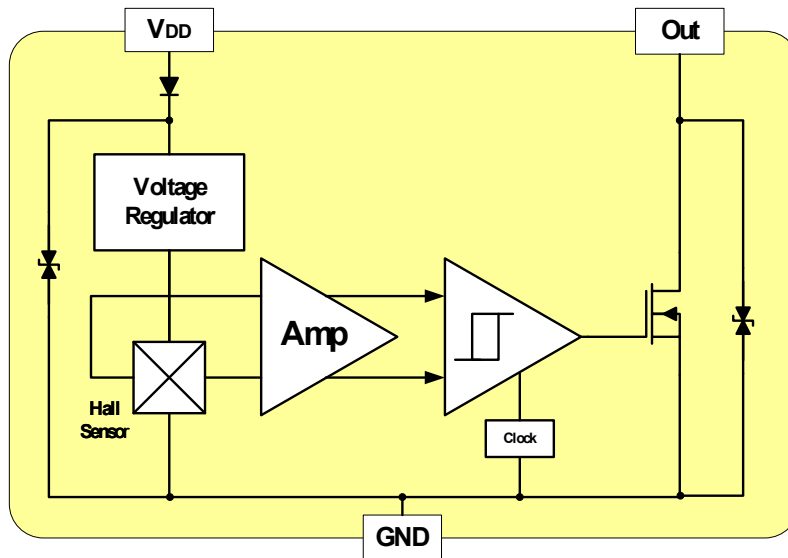 VDD
Out
Voltage
Regulator
Amp
Hall
Sensor
Clock
GND